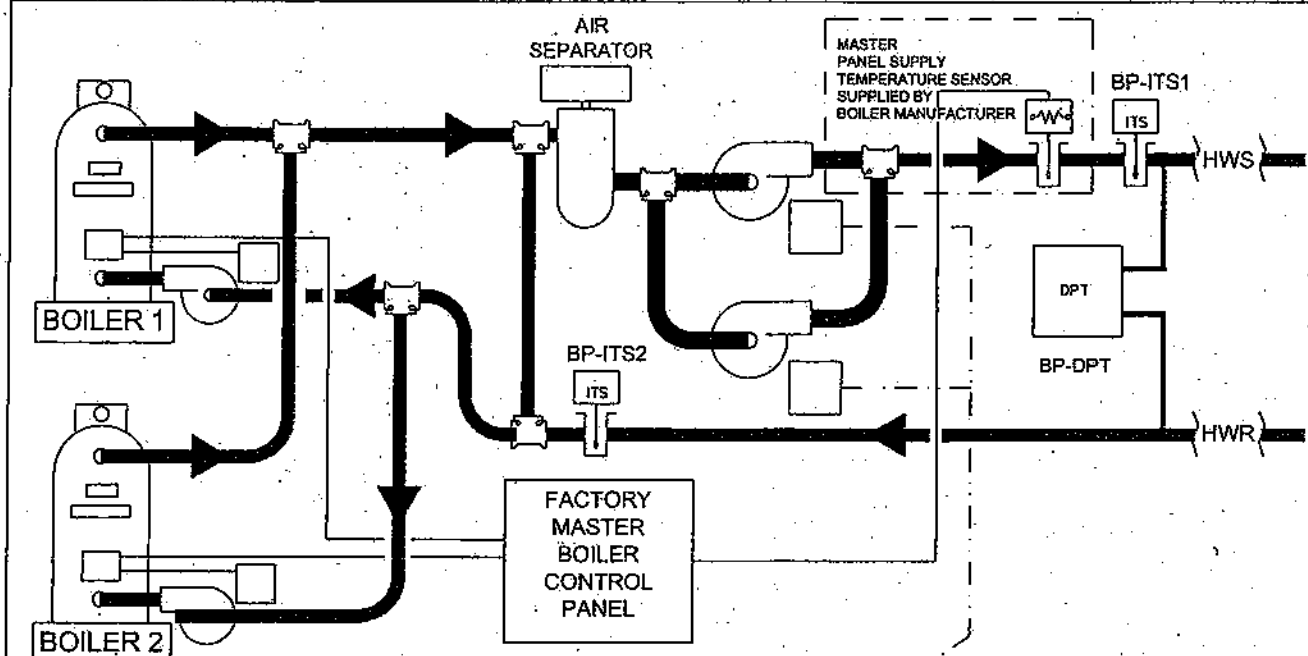 AIR
SEPARATOR
MASTER
PANEL SUPPLY
TEMPERATURE SENSOR
SUPPLIED BY
BOILER MANUFACTURER
BP-ITS1
ITS
HWS
BOILER 1
DPT
BP-DPT
BP-ITS2
ITS
HWR
FACTORY
MASTER
BOILER
CONTROL
PANEL
BOILER 2